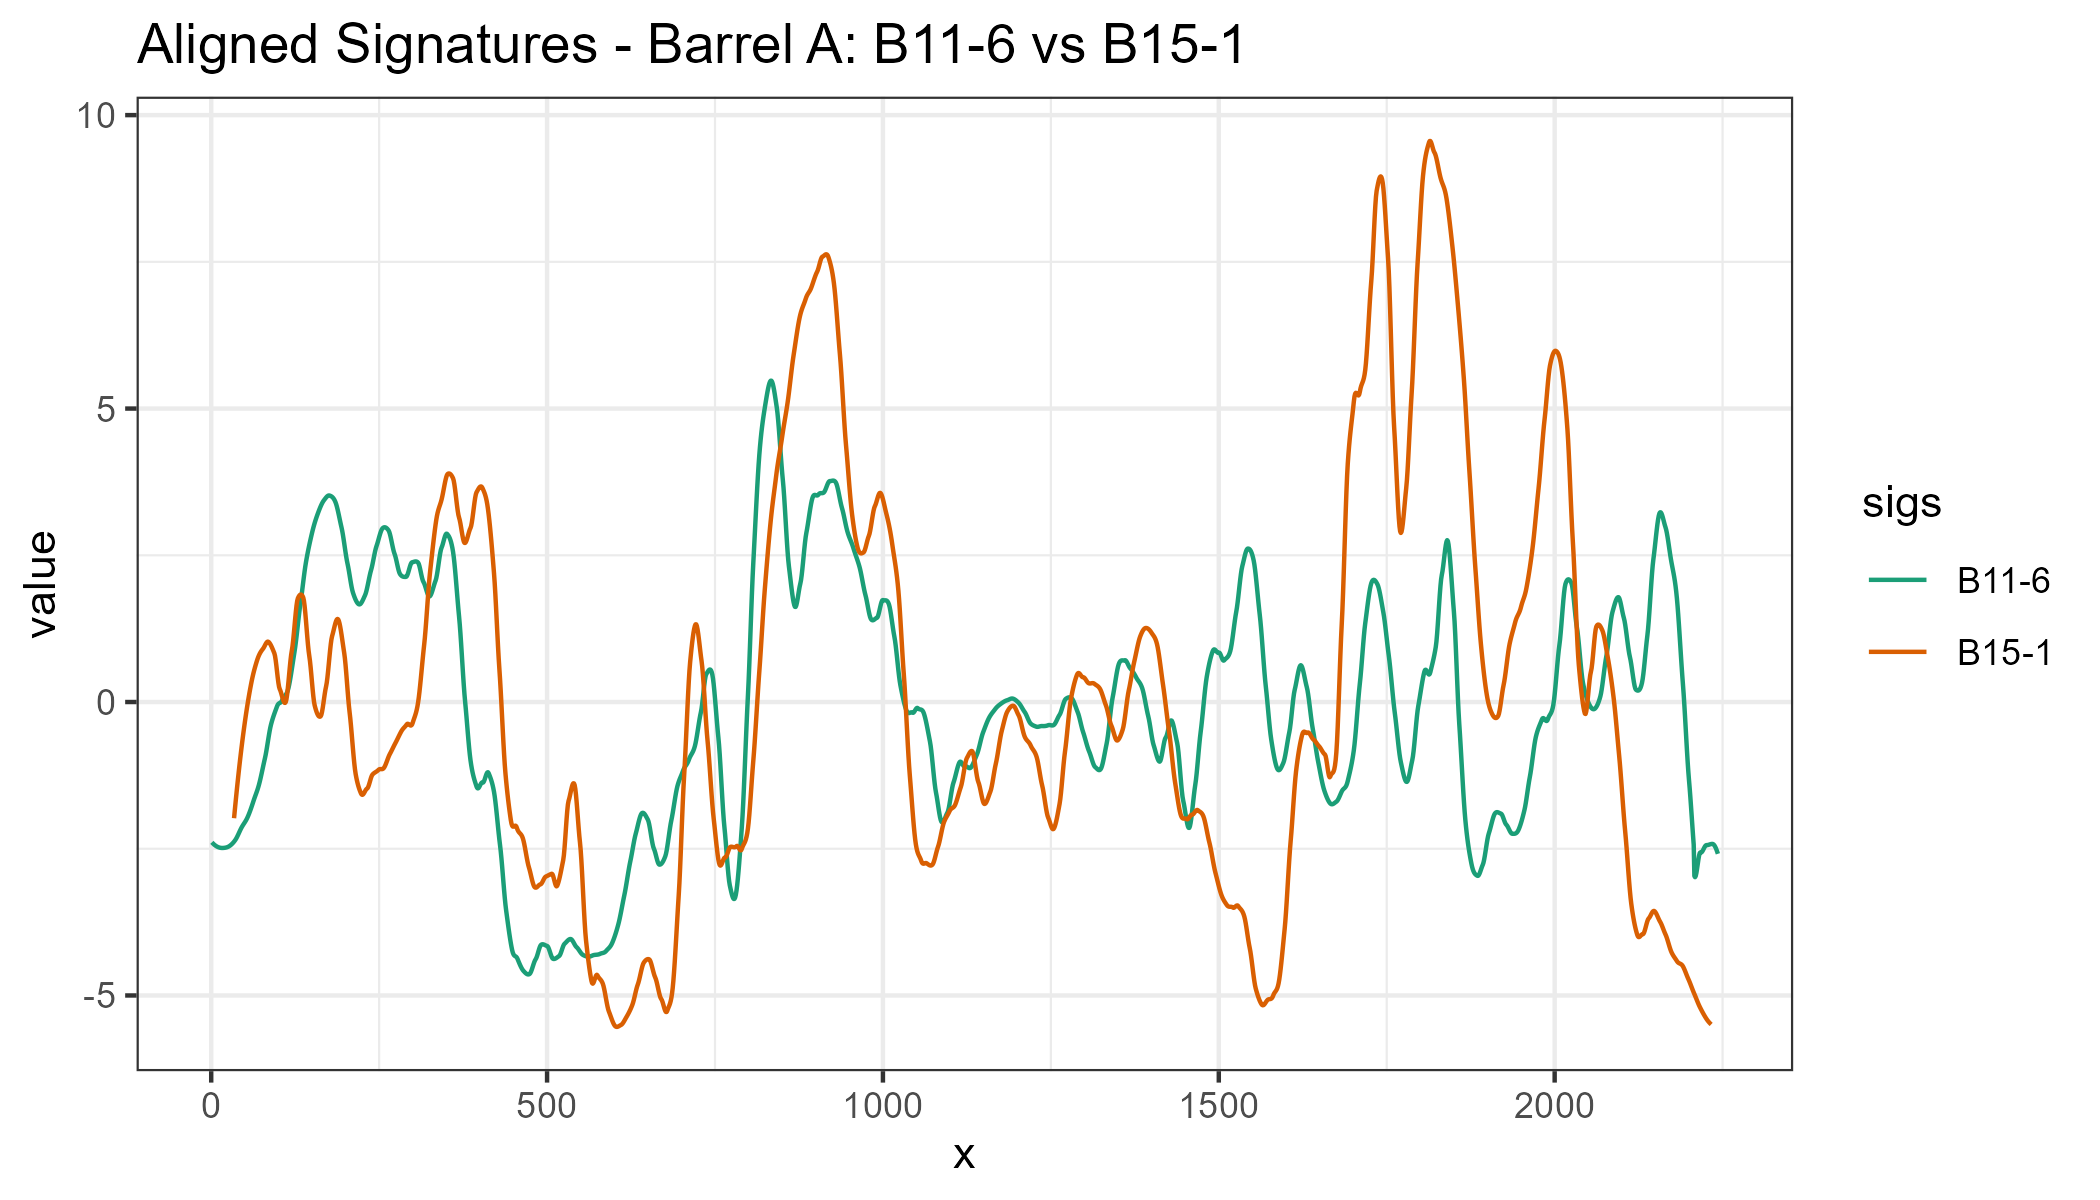 Aligned Signatures - Barrel A: B11-6 vs B15-1
10
5
0
-5
value
0 500 1000 1500 2000
x
sigs
B11-6
B15-1